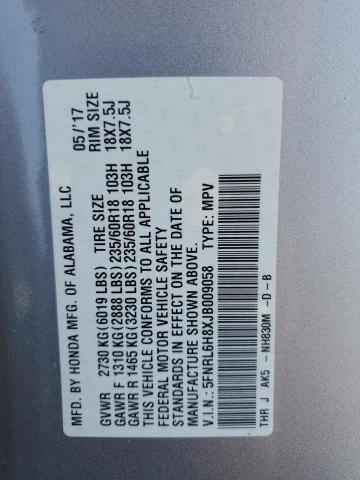 MFD. BY HONDA MFG. OF ALABAMA, LLC 05/'17
GVWR 2730 KG (6019 LBS) TIRE SIZE RIM SIZE
GAWR F 1310 KG(2888 LBS) 235/60R18 103H 18X7.5J
GAWR R 1465 KG(3230 LBS)235/60R18 103H 18X7.5J
THIS VEHICLE CONFORMS TO ALL APPLICABLE
FEDERAL MOTOR VEHICLE SAFETY
STANDARDS IN EFFECT ON THE DATE OF
MANUFACTURE SHOWN ABOVE.
V.I.N.: 5FNRL6H8XJB009058 TYPE: MPV
THR J AK5 - NH830M -D-B